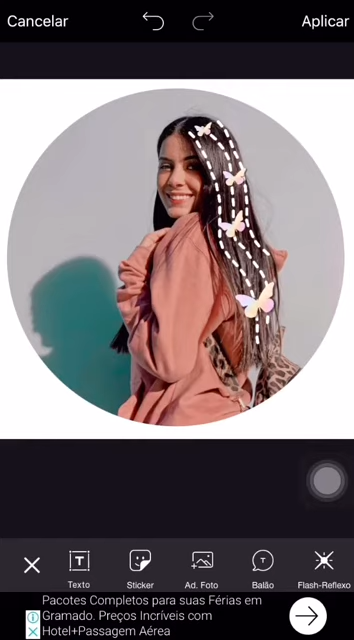 Cancelar
Aplicar
Texto
Sticker
Ad. Foto
Balão
Flash-Reflexo
Pacotes Completos para suas Férias em
Gramado. Preços Incríveis com
Hotel+Passagem Aérea